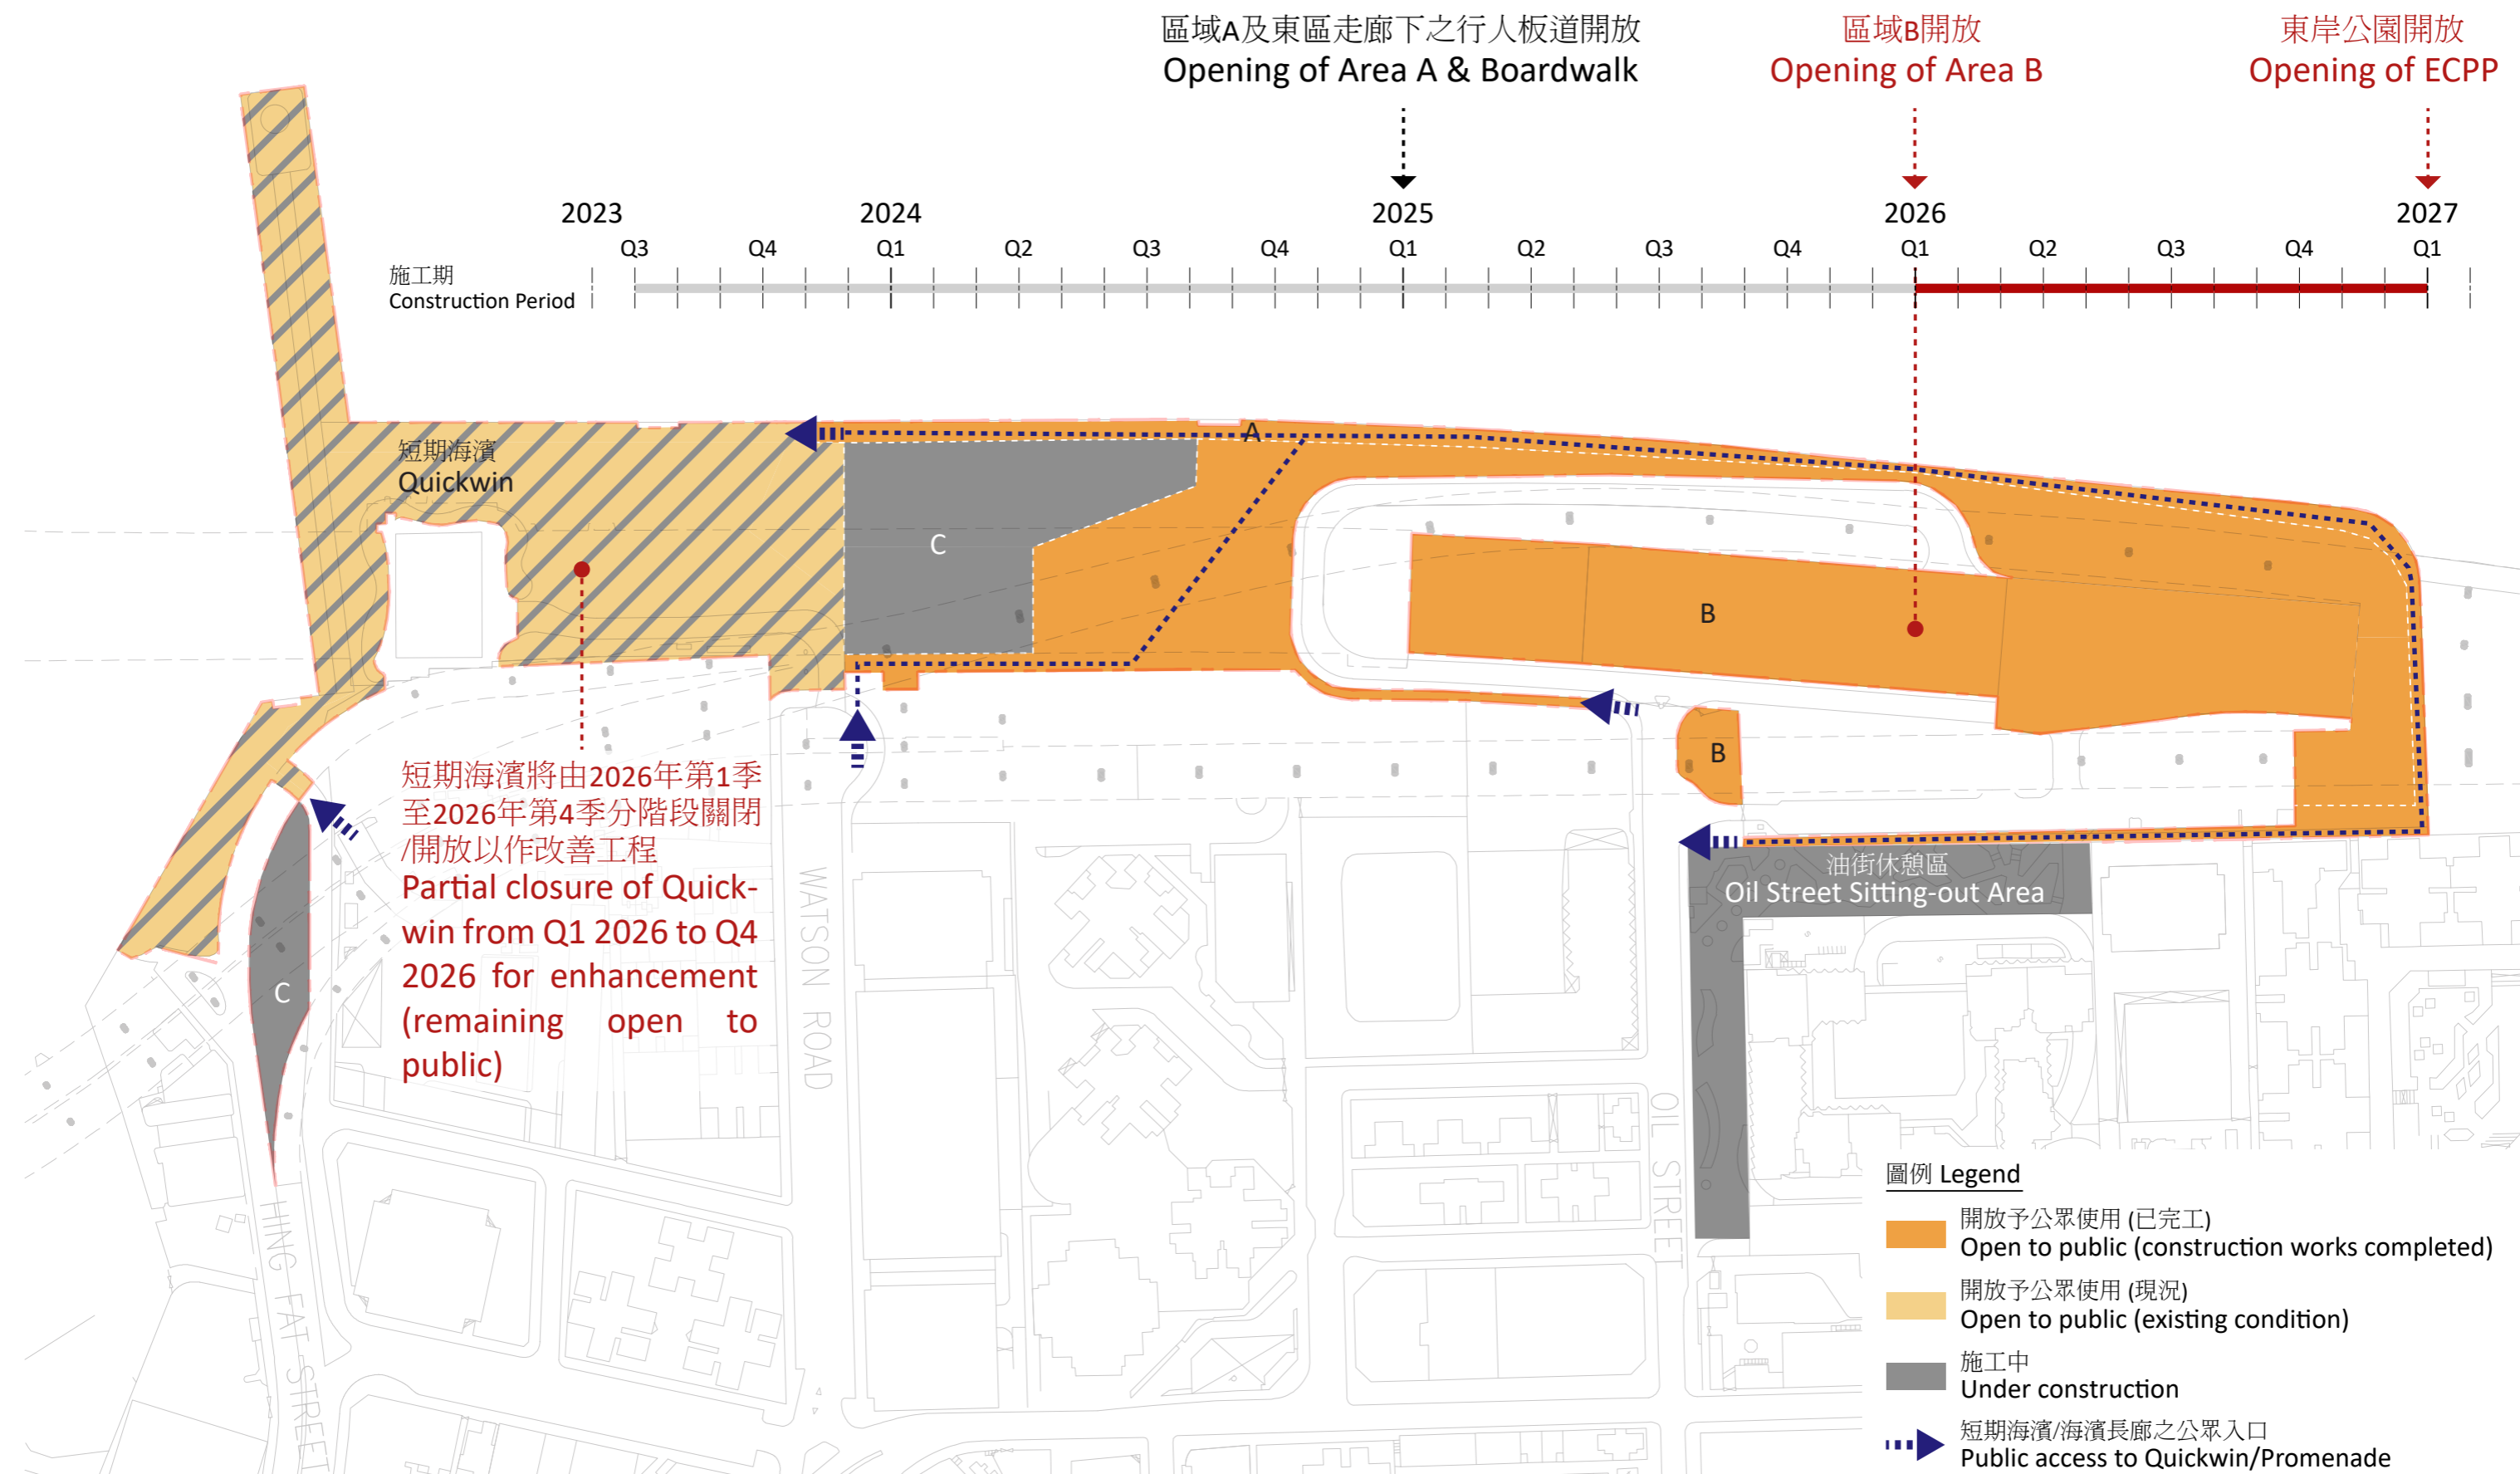 區域A及東區走廊下之行人板道開放
Opening of Area A & Boardwalk
區域B開放
Opening of Area B
東岸公園開放
Opening of ECPP
2023
2024
2025
2026
2027
Q3
Q4
Q1
Q2
Q3
Q4
Q1
Q2
Q3
Q4
Q1
Q2
Q3
Q4
Q1
施工期
Construction Period
A
短期海濱
Quickwin
C
B
B
短期海濱將由2026年第1季
至2026年第4季分階段關閉
/開放以作改善工程
Partial closure of Quick-
win from Q1 2026 to Q4
2026 for enhancement
(remaining open to
public)
C
WATSON ROAD
油街休憩區
Oil Street Sitting-out Area
OIL STREET
HING FAT STREET
圖例 Legend
開放予公眾使用 (已完工)
Open to public (construction works completed)
開放予公眾使用 (現況)
Open to public (existing condition)
施工中
Under construction
短期海濱/海濱長廊之公眾入口
Public access to Quickwin/Promenade